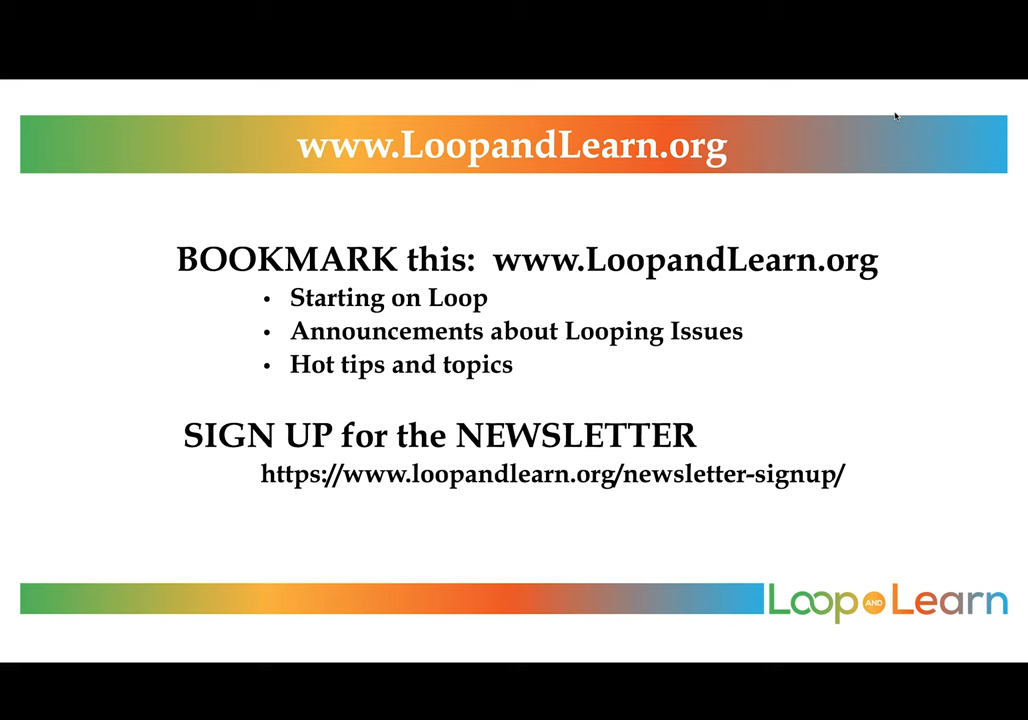 www.LoopandLearn.org
BOOKMARK this: www.LoopandLearn.org
• Starting on Loop
• Announcements about Looping Issues
• Hot tips and topics
SIGN UP for the NEWSLETTER
https://www.loopandlearn.org/newsletter-signup/
Loop AND Learn